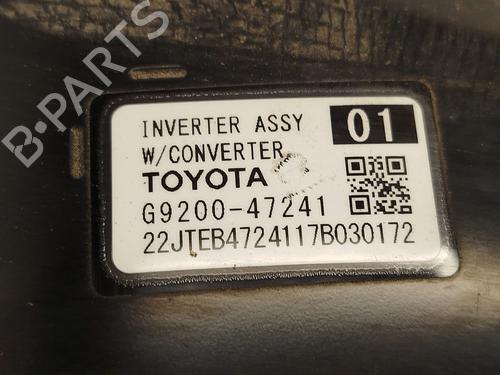 B-PARTS
INVERTER ASSY 01
W/CONVERTER
TOYOTA
G9200-47241
22JTEB4724117B030172